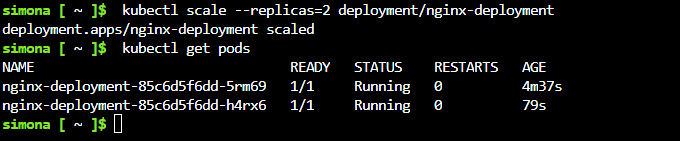 simona [ ~ ]$ kubectl scale --replicas=2 deployment/nginx-deployment
deployment.apps/nginx-deployment scaled
simona [ ~ ]$ kubectl get pods
NAME READY STATUS RESTARTS AGE
nginx-deployment-85c6d5f6dd-5rm69 1/1 Running 0 4m37s
nginx-deployment-85c6d5f6dd-h4rx6 1/1 Running 0 79s
simona [ ~ ]$